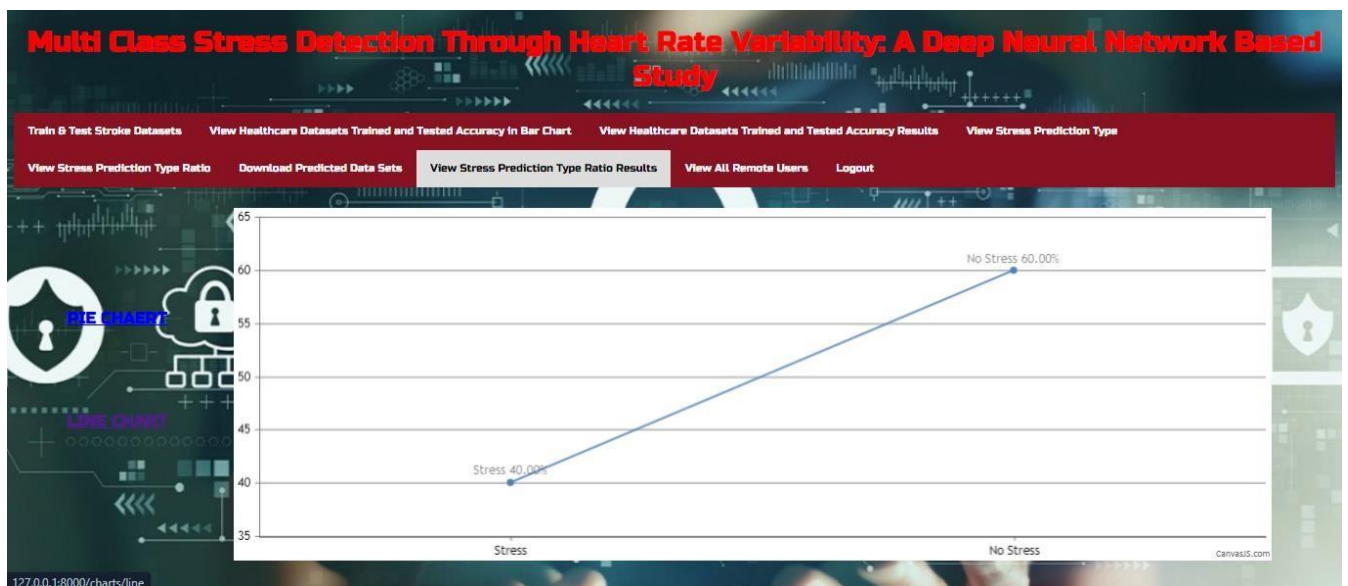 Multi Class Stress Detection Through Heart Rate Variability: A Deep Neural Network Based
Study
Train & Test Stroke Datasets View Healthcare Datasets Trained and Tested Accuracy in Bar Chart View Healthcare Datasets Trained and Tested Accuracy Results View Stress Prediction Type
View Stress Prediction Type Ratio Download Predicted Data Sets View Stress Prediction Type Ratio Results View All Remote Users Logout
65
No Stress 60.00%
60
PIE CHAERT
55
50
LINE CHART
45
Stress 40.00%
40
35
Stress No Stress
CanvasJS.com
127.0.0.1:8000/charts/line